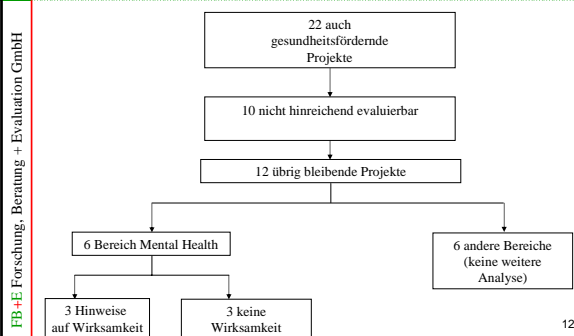 FB+E Forschung, Beratung + Evaluation GmbH
22 auch
gesundheitsfördernde
Projekte
10 nicht hinreichend evaluierbar
12 übrig bleibende Projekte
6 Bereich Mental Health
6 andere Bereiche
(keine weitere
Analyse)
3 Hinweise
auf Wirksamkeit
3 keine
Wirksamkeit
12